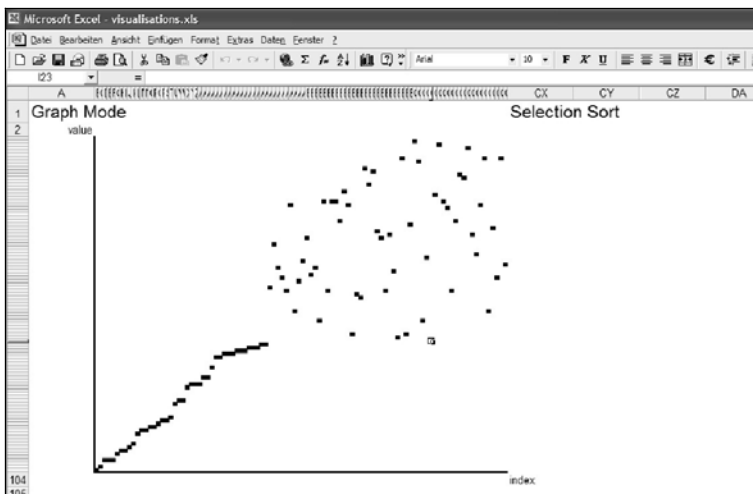 Microsoft Excel - visualisations.xls
Datei Bearbeiten Ansicht Einfügen Format Extras Daten Fenster ?
Arial 10 F K U €
I23 =
A CX CY CZ DA
1 Graph Mode Selection Sort
2 value
104 index
105